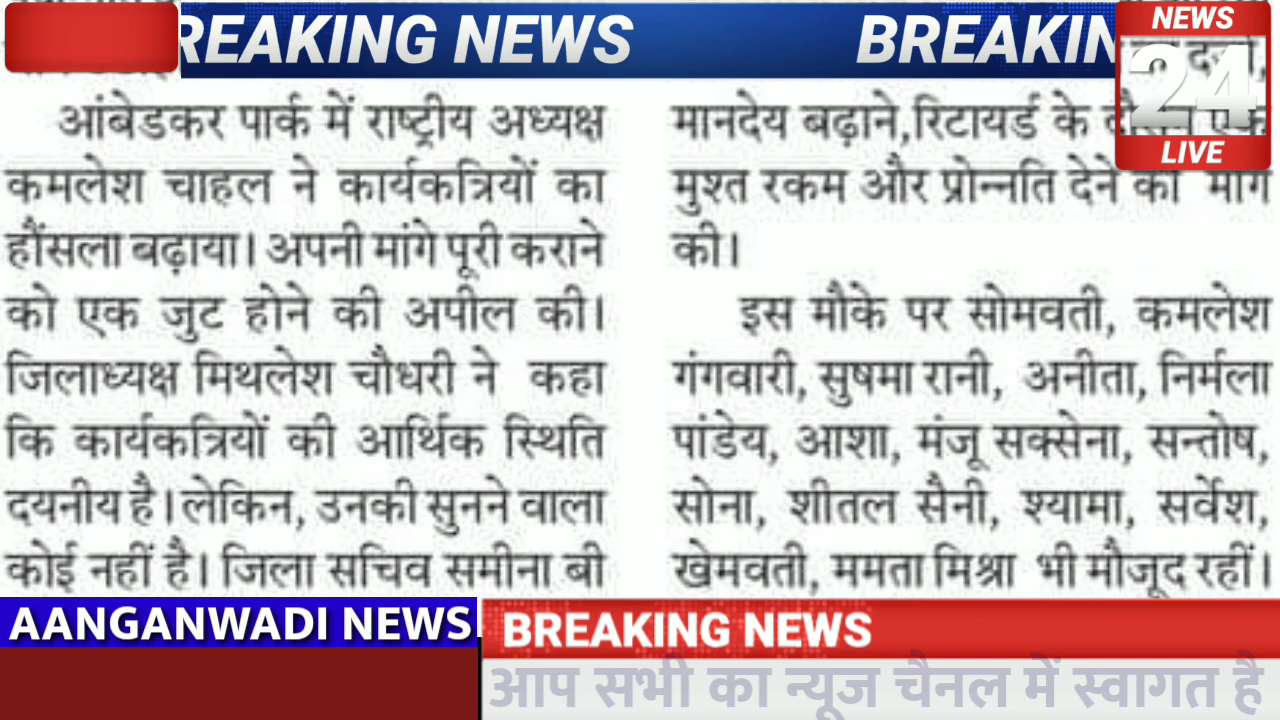 BREAKING NEWS
BREAKIN
NEWS
24
LIVE
आंबेडकर पार्क में राष्ट्रीय अध्यक्ष
कमलेश चाहल ने कार्यकत्रियों का
हौंसला बढ़ाया। अपनी मांगे पूरी कराने
को एक जुट होने की अपील की।
जिलाध्यक्ष मिथलेश चौधरी ने कहा
कि कार्यकत्रियों की आर्थिक स्थिति
दयनीय है। लेकिन, उनकी सुनने वाला
कोई नहीं है। जिला सचिव समीना बी
मानदेय बढ़ाने,रिटायर्ड के दौरान एक
मुश्त रकम और प्रोन्नति देने की मांग
की।
इस मौके पर सोमवती, कमलेश
गंगवारी, सुषमा रानी, अनीता, निर्मला
पांडेय, आशा, मंजू सक्सेना, सन्तोष,
सोना, शीतल सैनी, श्यामा, सर्वेश,
खेमवती, ममता मिश्रा भी मौजूद रहीं।
AANGANWADI NEWS
BREAKING NEWS
आप सभी का न्यूज चैनल में स्वागत है